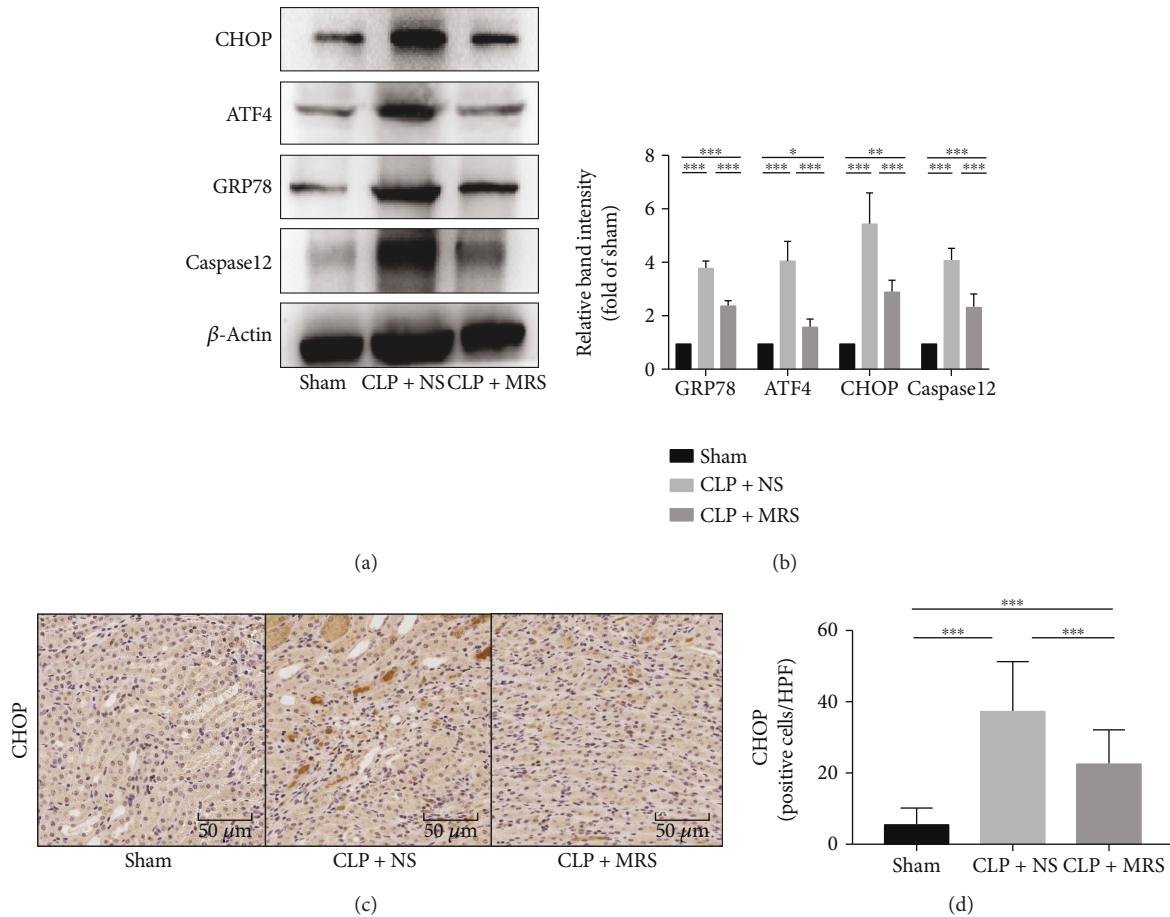 CHOP
ATF4
GRP78
Caspase12
β-Actin
Sham
CLP + NS
CLP + MRS
(a)
Relative band intensity
(fold of sham)
8
6
4
2
0
***
*
**
***
*** ***
*** ***
*** ***
*** ***
GRP78
ATF4
CHOP
Caspase12
Sham
CLP + NS
CLP + MRS
(b)
CHOP
50 μm
50 μm
50 μm
Sham
CLP + NS
CLP + MRS
(c)
CHOP
(positive cells/HPF)
60
40
20
0
***
***
***
Sham
CLP + NS
CLP + MRS
(d)